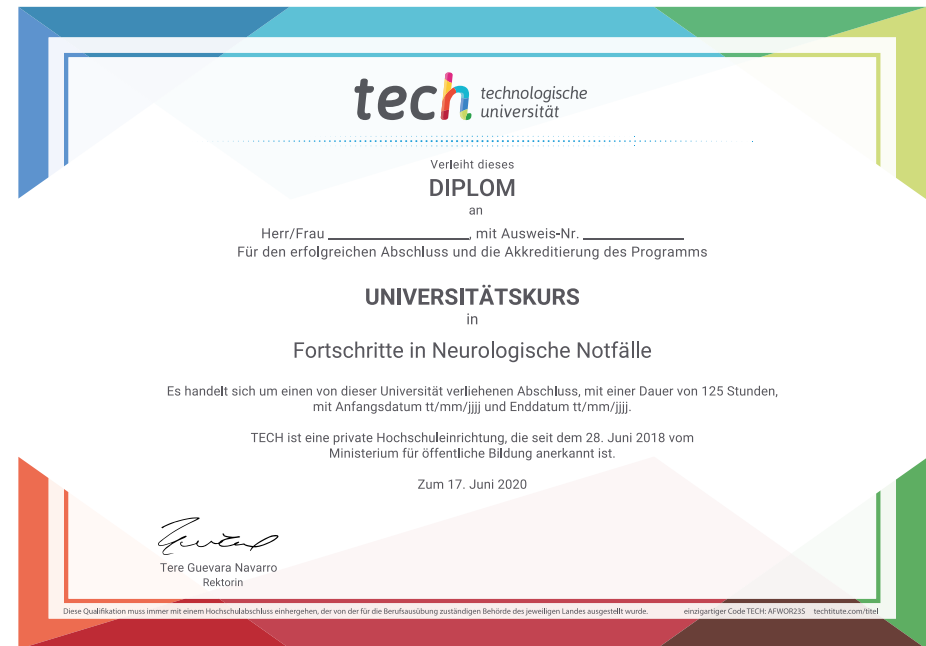 tech technologische
universität
Verleiht dieses
DIPLOM
an
Herr/Frau ____________, mit Ausweis-Nr. ____________
Für den erfolgreichen Abschluss und die Akkreditierung des Programms
UNIVERSITÄTSKURS
in
Fortschritte in Neurologische Notfälle
Es handelt sich um einen von dieser Universität verliehenen Abschluss, mit einer Dauer von 125 Stunden,
mit Anfangsdatum tt/mm/jjjj und Enddatum tt/mm/jjjj.
TECH ist eine private Hochschuleinrichtung, die seit dem 28. Juni 2018 vom
Ministerium für öffentliche Bildung anerkannt ist.
Zum 17. Juni 2020
Tere Guevara Navarro
Rektorin
Diese Qualifikation muss immer mit einem Hochschulabschluss einhergehen, der von der für die Berufsausübung zuständigen Behörde des jeweiligen Landes ausgestellt wurde. einzigartiger Code TECH: AFWOR23S techtitute.com/titel